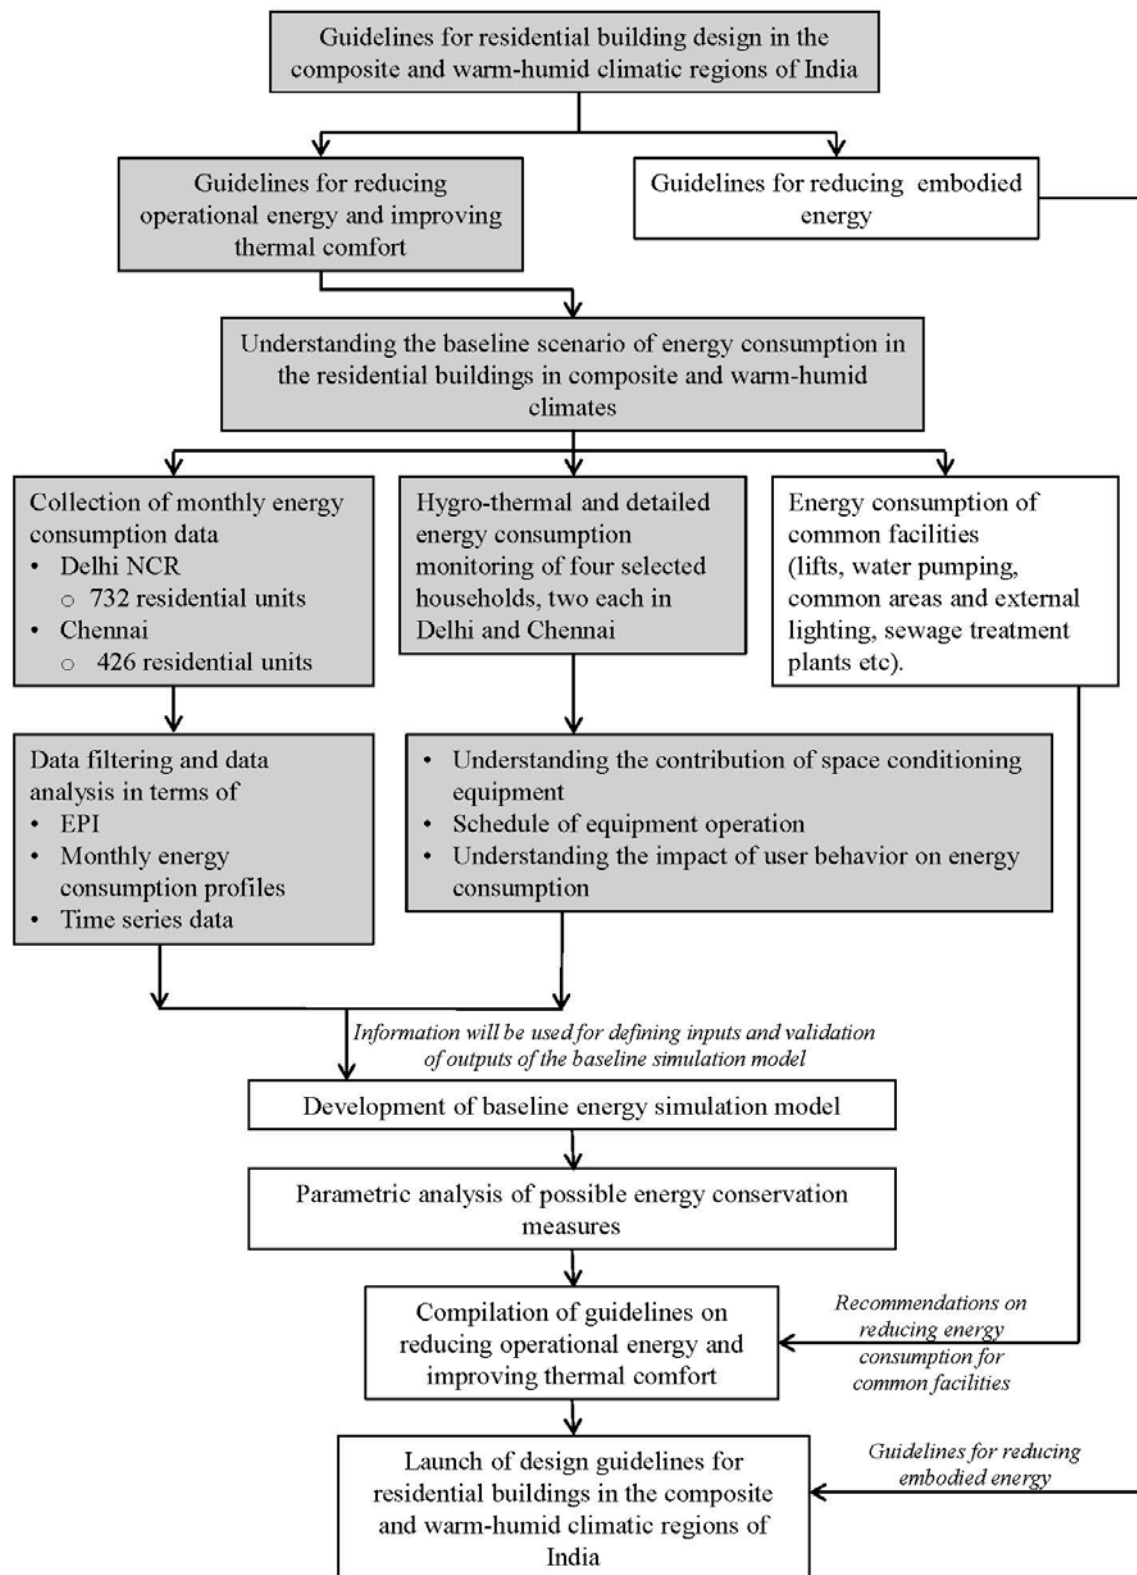 Guidelines for residential building design in the
composite and warm-humid climatic regions of India
Guidelines for reducing
operational energy and improving
thermal comfort
Guidelines for reducing embodied
energy
Understanding the baseline scenario of energy consumption in
the residential buildings in composite and warm-humid
climates
Collection of monthly energy
consumption data
• Delhi NCR
o 732 residential units
• Chennai
o 426 residential units
Hygro-thermal and detailed
energy consumption
monitoring of four selected
households, two each in
Delhi and Chennai
Energy consumption of
common facilities
(lifts, water pumping,
common areas and external
lighting, sewage treatment
plants etc).
Data filtering and data
analysis in terms of
• EPI
• Monthly energy
consumption profiles
• Time series data
• Understanding the contribution of space conditioning
equipment
• Schedule of equipment operation
• Understanding the impact of user behavior on energy
consumption
Information will be used for defining inputs and validation
of outputs of the baseline simulation model
Development of baseline energy simulation model
Parametric analysis of possible energy conservation
measures
Compilation of guidelines on
reducing operational energy and
improving thermal comfort
Recommendations on
reducing energy
consumption for
common facilities
Launch of design guidelines for
residential buildings in the composite
and warm-humid climatic regions of
India
Guidelines for reducing
embodied energy